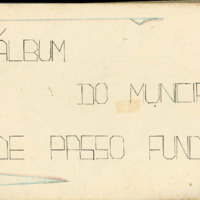 ÁLBUM
DO MUNICIP
DE PASSO FUND